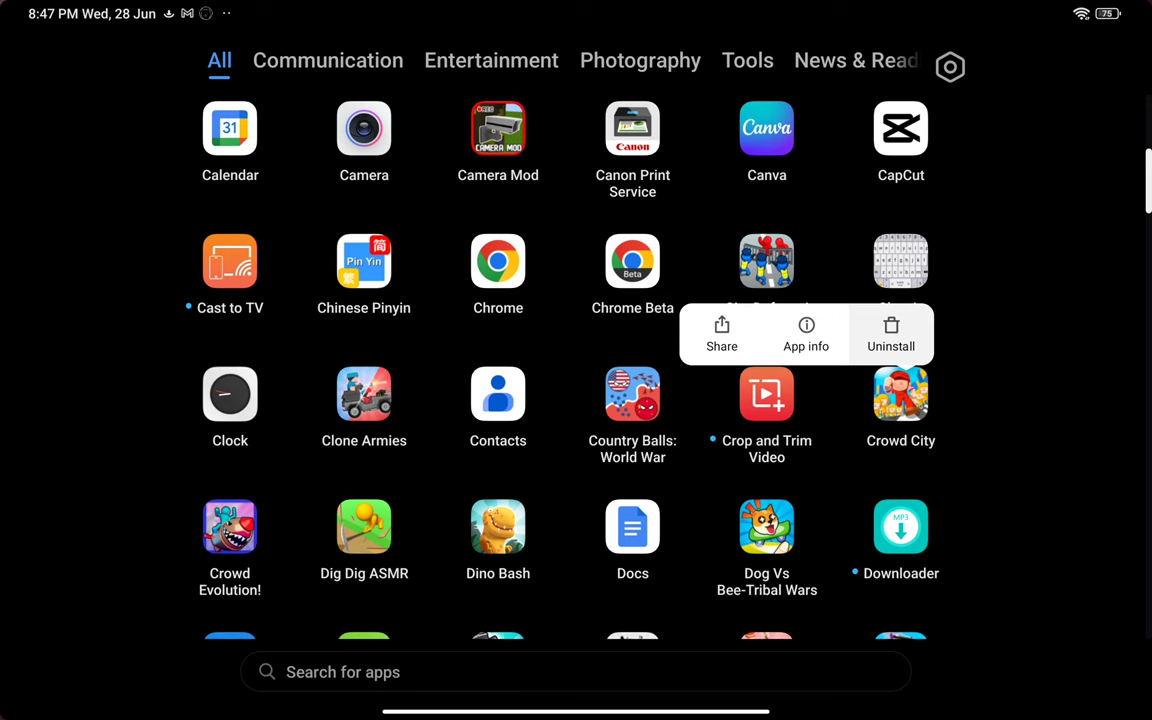 8:47 PM Wed, 28 Jun
75
All Communication Entertainment Photography Tools News & Read
31
REC
CAMERA MOD
Canon
Canva
Calendar Camera Camera Mod Canon Print Service Canva CapCut
Pin Yin 简 繁
Beta
Cast to TV Chinese Pinyin Chrome Chrome Beta
Share App info Uninstall
Clock Clone Armies Contacts Country Balls: World War Crop and Trim Video Crowd City
MP3
Crowd Evolution! Dig Dig ASMR Dino Bash Docs Dog Vs Bee-Tribal Wars Downloader
Search for apps